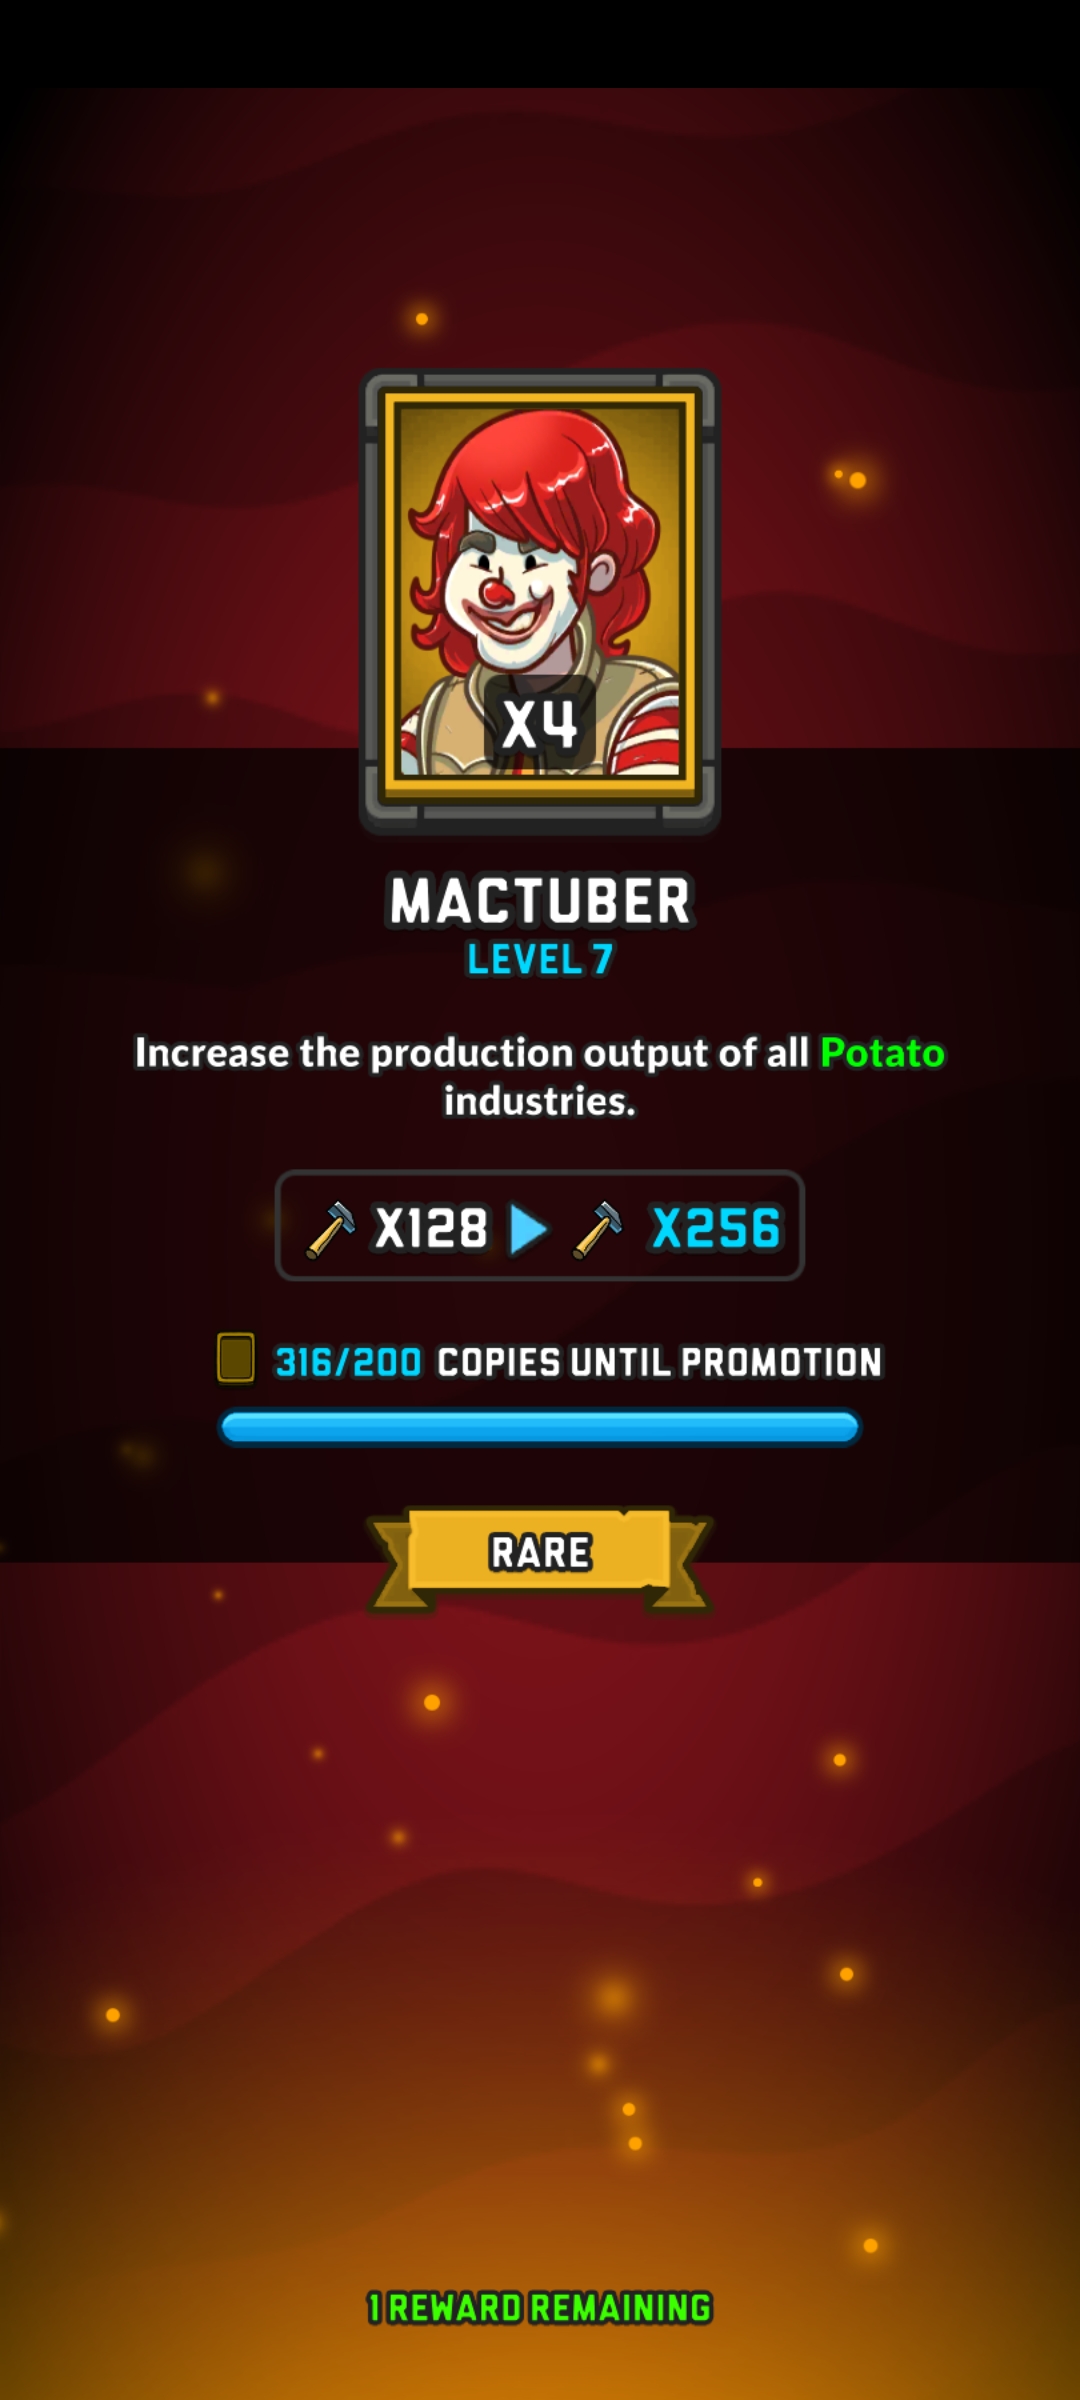 X4
MACTUBER
LEVEL 7
Increase the production output of all Potato
industries.
X128 X256
316/200 COPIES UNTIL PROMOTION
RARE
1 REWARD REMAINING